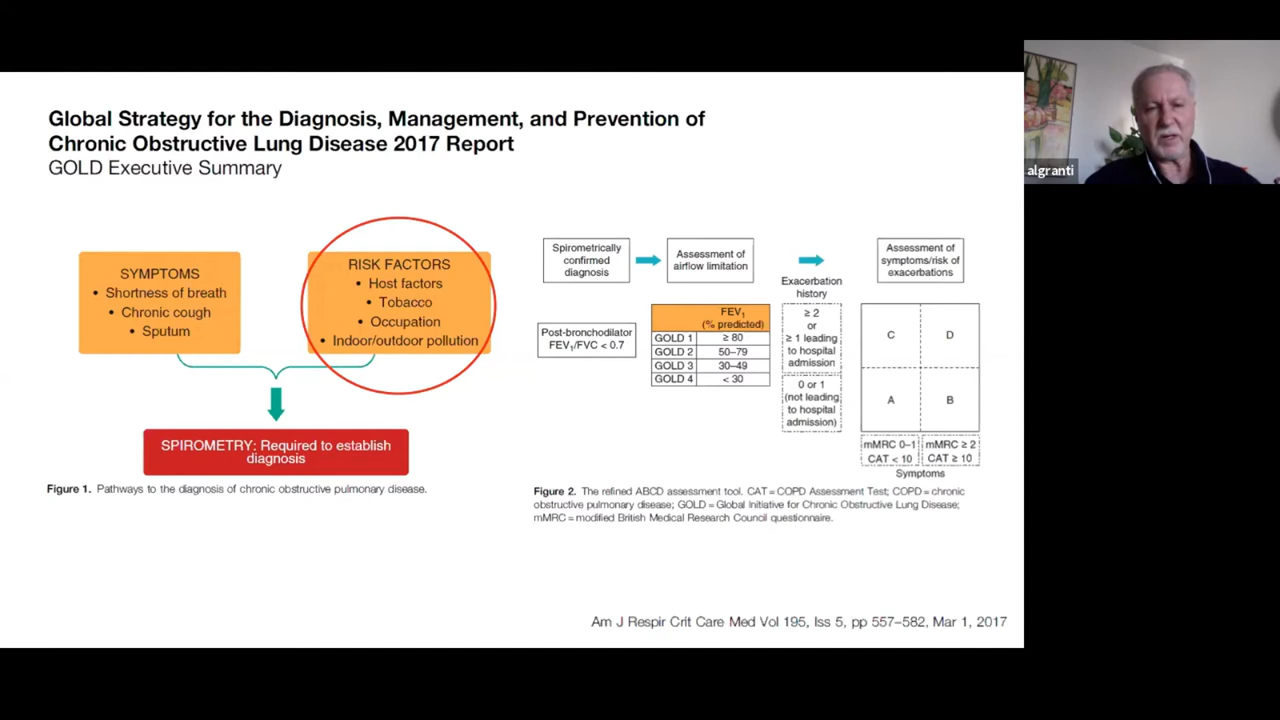 Global Strategy for the Diagnosis, Management, and Prevention of
Chronic Obstructive Lung Disease 2017 Report
GOLD Executive Summary
algranti
SYMPTOMS
• Shortness of breath
• Chronic cough
• Sputum
RISK FACTORS
• Host factors
• Tobacco
• Occupation
• Indoor/outdoor pollution
SPIROMETRY: Required to establish
diagnosis
Figure 1. Pathways to the diagnosis of chronic obstructive pulmonary disease.
Spirometrically
confirmed
diagnosis
Assessment of
airflow limitation
Assessment of
symptoms/risk of
exacerbations
Post-bronchodilator
FEV₁/FVC < 0.7
FEV₁
(% predicted)
GOLD 1 ≥ 80
GOLD 2 50–79
GOLD 3 30–49
GOLD 4 < 30
Exacerbation
history
≥ 2
or
≥ 1 leading
to hospital
admission
0 or 1
(not leading
to hospital
admission)
C D
A B
mMRC 0–1 mMRC ≥ 2
CAT < 10 CAT ≥ 10
Symptoms
Figure 2. The refined ABCD assessment tool. CAT = COPD Assessment Test; COPD = chronic
obstructive pulmonary disease; GOLD = Global Initiative for Chronic Obstructive Lung Disease;
mMRC = modified British Medical Research Council questionnaire.
Am J Respir Crit Care Med Vol 195, Iss 5, pp 557–582, Mar 1, 2017